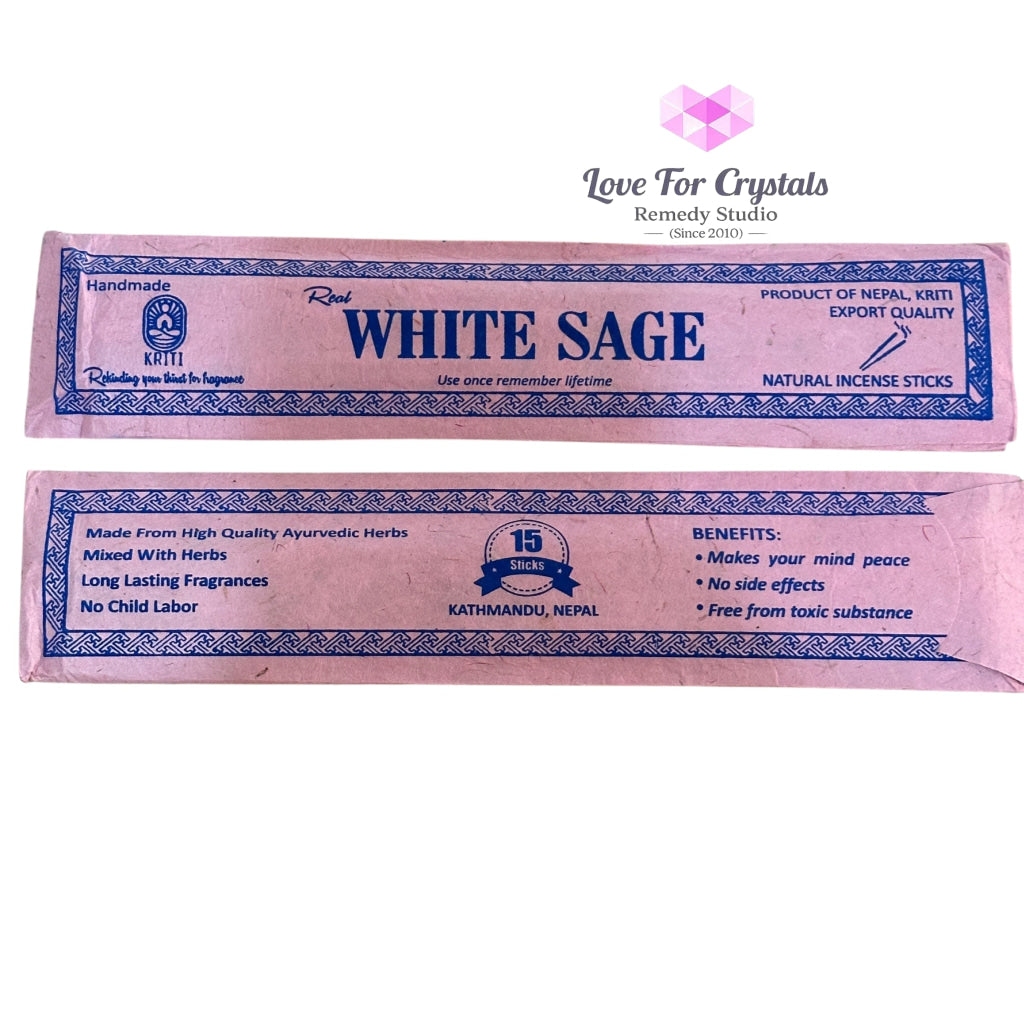 Love For Crystals
Remedy Studio
(Since 2010)
Handmade
KRITI
Rekinding your thirst for fragrance
Real
WHITE SAGE
Use once remember lifetime
PRODUCT OF NEPAL, KRITI
EXPORT QUALITY
NATURAL INCENSE STICKS
Made From High Quality Ayurvedic Herbs
Mixed With Herbs
Long Lasting Fragrances
No Child Labor
15
Sticks
KATHMANDU, NEPAL
BENEFITS:
• Makes your mind peace
• No side effects
• Free from toxic substance